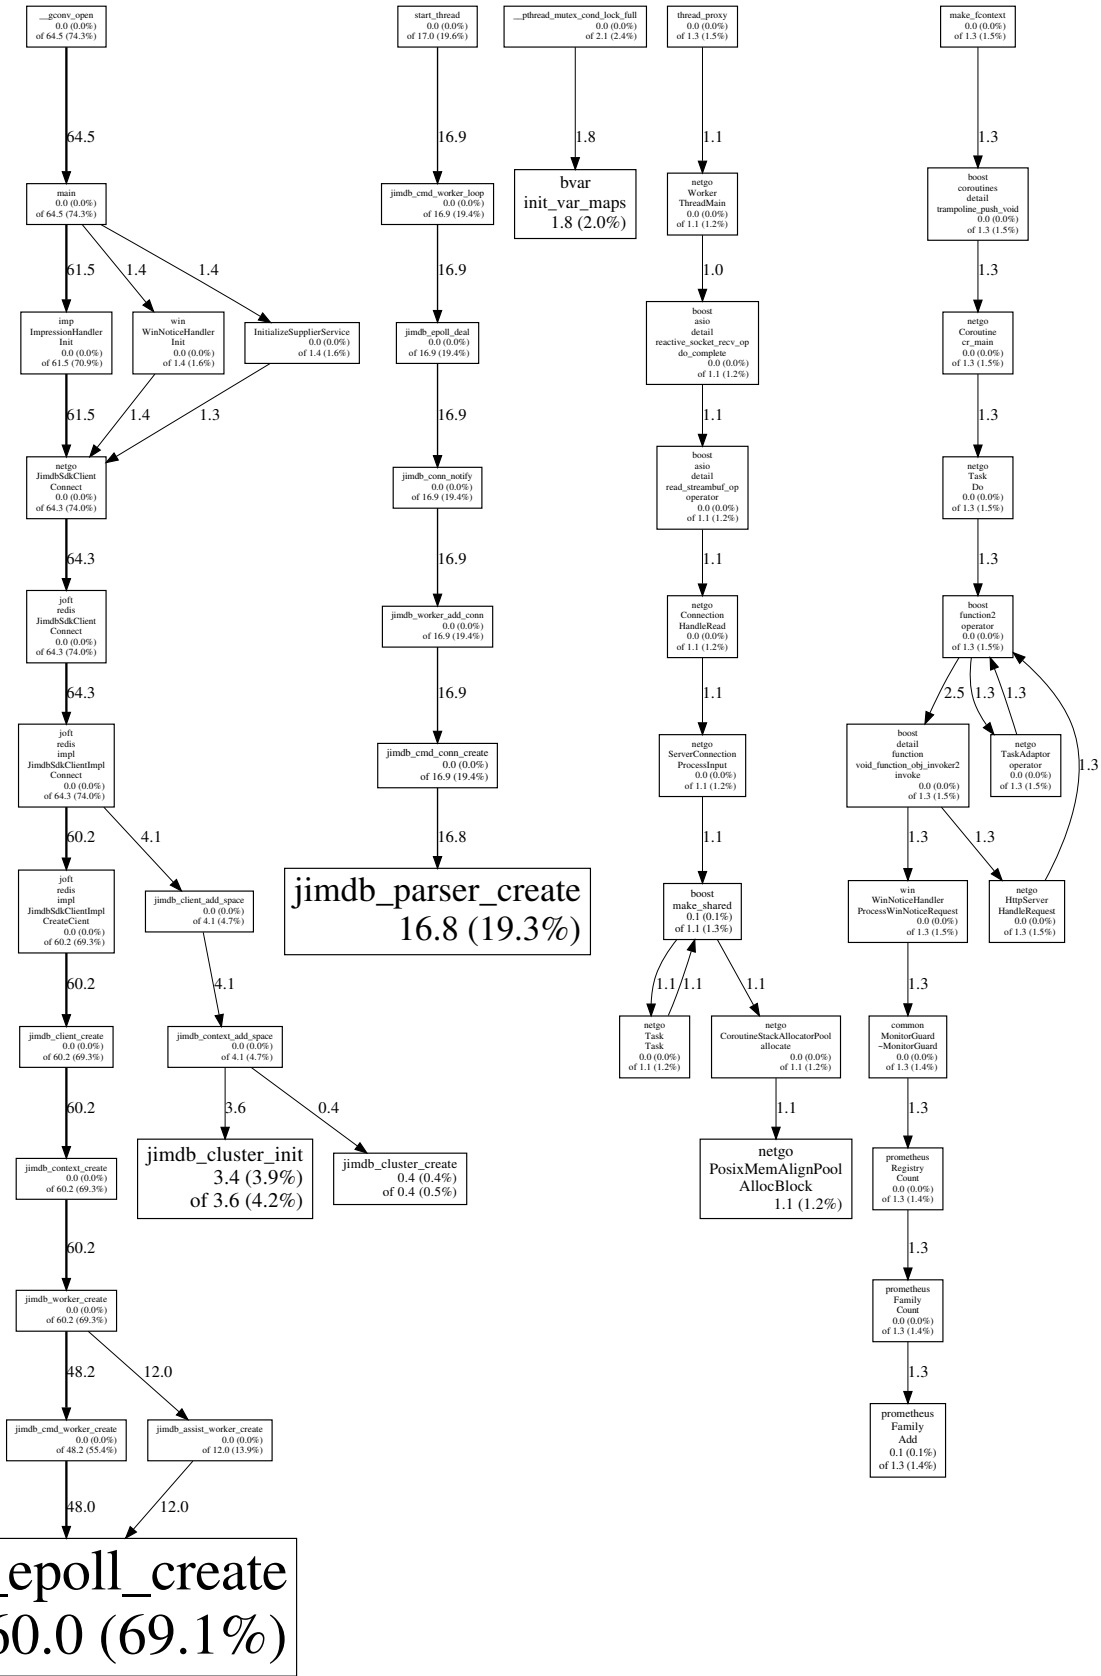 __gconv_open
0.0 (0.0%)
of 64.5 (74.3%)
start_thread
0.0 (0.0%)
of 17.0 (19.6%)
__pthread_mutex_cond_lock_full
0.0 (0.0%)
of 2.1 (2.4%)
thread_proxy
0.0 (0.0%)
of 1.3 (1.5%)
make_fcontext
0.0 (0.0%)
of 1.3 (1.5%)
64.5
16.9
1.8
1.1
1.3
main
0.0 (0.0%)
of 64.5 (74.3%)
jimdb_cmd_worker_loop
0.0 (0.0%)
of 16.9 (19.4%)
bvar
init_var_maps
1.8 (2.0%)
netgo
Worker
ThreadMain
0.0 (0.0%)
of 1.1 (1.2%)
boost
coroutines
detail
trampoline_push_void
0.0 (0.0%)
of 1.3 (1.5%)
61.5
1.4
1.4
16.9
1.0
1.3
imp
ImpressionHandler
Init
0.0 (0.0%)
of 61.5 (70.9%)
win
WinNoticeHandler
Init
0.0 (0.0%)
of 1.4 (1.6%)
InitializeSupplierService
0.0 (0.0%)
of 1.4 (1.6%)
jimdb_epoll_deal
0.0 (0.0%)
of 16.9 (19.4%)
boost
asio
detail
reactive_socket_recv_op
do_complete
0.0 (0.0%)
of 1.1 (1.2%)
netgo
Coroutine
cr_main
0.0 (0.0%)
of 1.3 (1.5%)
61.5
1.4
1.3
16.9
1.1
1.3
netgo
JimdbSdkClient
Connect
0.0 (0.0%)
of 64.3 (74.0%)
jimdb_conn_notify
0.0 (0.0%)
of 16.9 (19.4%)
boost
asio
detail
read_streambuf_op
operator
0.0 (0.0%)
of 1.1 (1.2%)
netgo
Task
Do
0.0 (0.0%)
of 1.3 (1.5%)
64.3
16.9
1.1
1.3
joft
redis
JimdbSdkClient
Connect
0.0 (0.0%)
of 64.3 (74.0%)
jimdb_worker_add_conn
0.0 (0.0%)
of 16.9 (19.4%)
netgo
Connection
HandleRead
0.0 (0.0%)
of 1.1 (1.2%)
boost
function2
operator
0.0 (0.0%)
of 1.3 (1.5%)
64.3
16.9
1.1
2.5
1.3
1.3
1.3
joft
redis
impl
JimdbSdkClientImpl
Connect
0.0 (0.0%)
of 64.3 (74.0%)
jimdb_cmd_conn_create
0.0 (0.0%)
of 16.9 (19.4%)
netgo
ServerConnection
ProcessInput
0.0 (0.0%)
of 1.1 (1.2%)
boost
detail
function
void_function_obj_invoker2
invoke
0.0 (0.0%)
of 1.3 (1.5%)
netgo
TaskAdaptor
operator
0.0 (0.0%)
of 1.3 (1.5%)
60.2
4.1
16.8
1.1
1.3
1.3
joft
redis
impl
JimdbSdkClientImpl
CreateCient
0.0 (0.0%)
of 60.2 (69.3%)
jimdb_client_add_space
0.0 (0.0%)
of 4.1 (4.7%)
jimdb_parser_create
16.8 (19.3%)
boost
make_shared
0.1 (0.1%)
of 1.1 (1.3%)
win
WinNoticeHandler
ProcessWinNoticeRequest
0.0 (0.0%)
of 1.3 (1.5%)
netgo
HttpServer
HandleRequest
0.0 (0.0%)
of 1.3 (1.5%)
60.2
4.1
1.1
1.1
1.1
1.3
jimdb_client_create
0.0 (0.0%)
of 60.2 (69.3%)
jimdb_context_add_space
0.0 (0.0%)
of 4.1 (4.7%)
netgo
Task
Task
0.0 (0.0%)
of 1.1 (1.2%)
netgo
CoroutineStackAllocatorPool
allocate
0.0 (0.0%)
of 1.1 (1.2%)
common
MonitorGuard
~MonitorGuard
0.0 (0.0%)
of 1.3 (1.4%)
60.2
3.6
0.4
1.1
1.3
jimdb_context_create
0.0 (0.0%)
of 60.2 (69.3%)
jimdb_cluster_init
3.4 (3.9%)
of 3.6 (4.2%)
jimdb_cluster_create
0.4 (0.4%)
of 0.4 (0.5%)
netgo
PosixMemAlignPool
AllocBlock
1.1 (1.2%)
prometheus
Registry
Count
0.0 (0.0%)
of 1.3 (1.4%)
60.2
1.3
jimdb_worker_create
0.0 (0.0%)
of 60.2 (69.3%)
prometheus
Family
Count
0.0 (0.0%)
of 1.3 (1.4%)
48.2
12.0
1.3
jimdb_cmd_worker_create
0.0 (0.0%)
of 48.2 (55.4%)
jimdb_assist_worker_create
0.0 (0.0%)
of 12.0 (13.9%)
prometheus
Family
Add
0.1 (0.1%)
of 1.3 (1.4%)
48.0
12.0
_epoll_create
60.0 (69.1%)